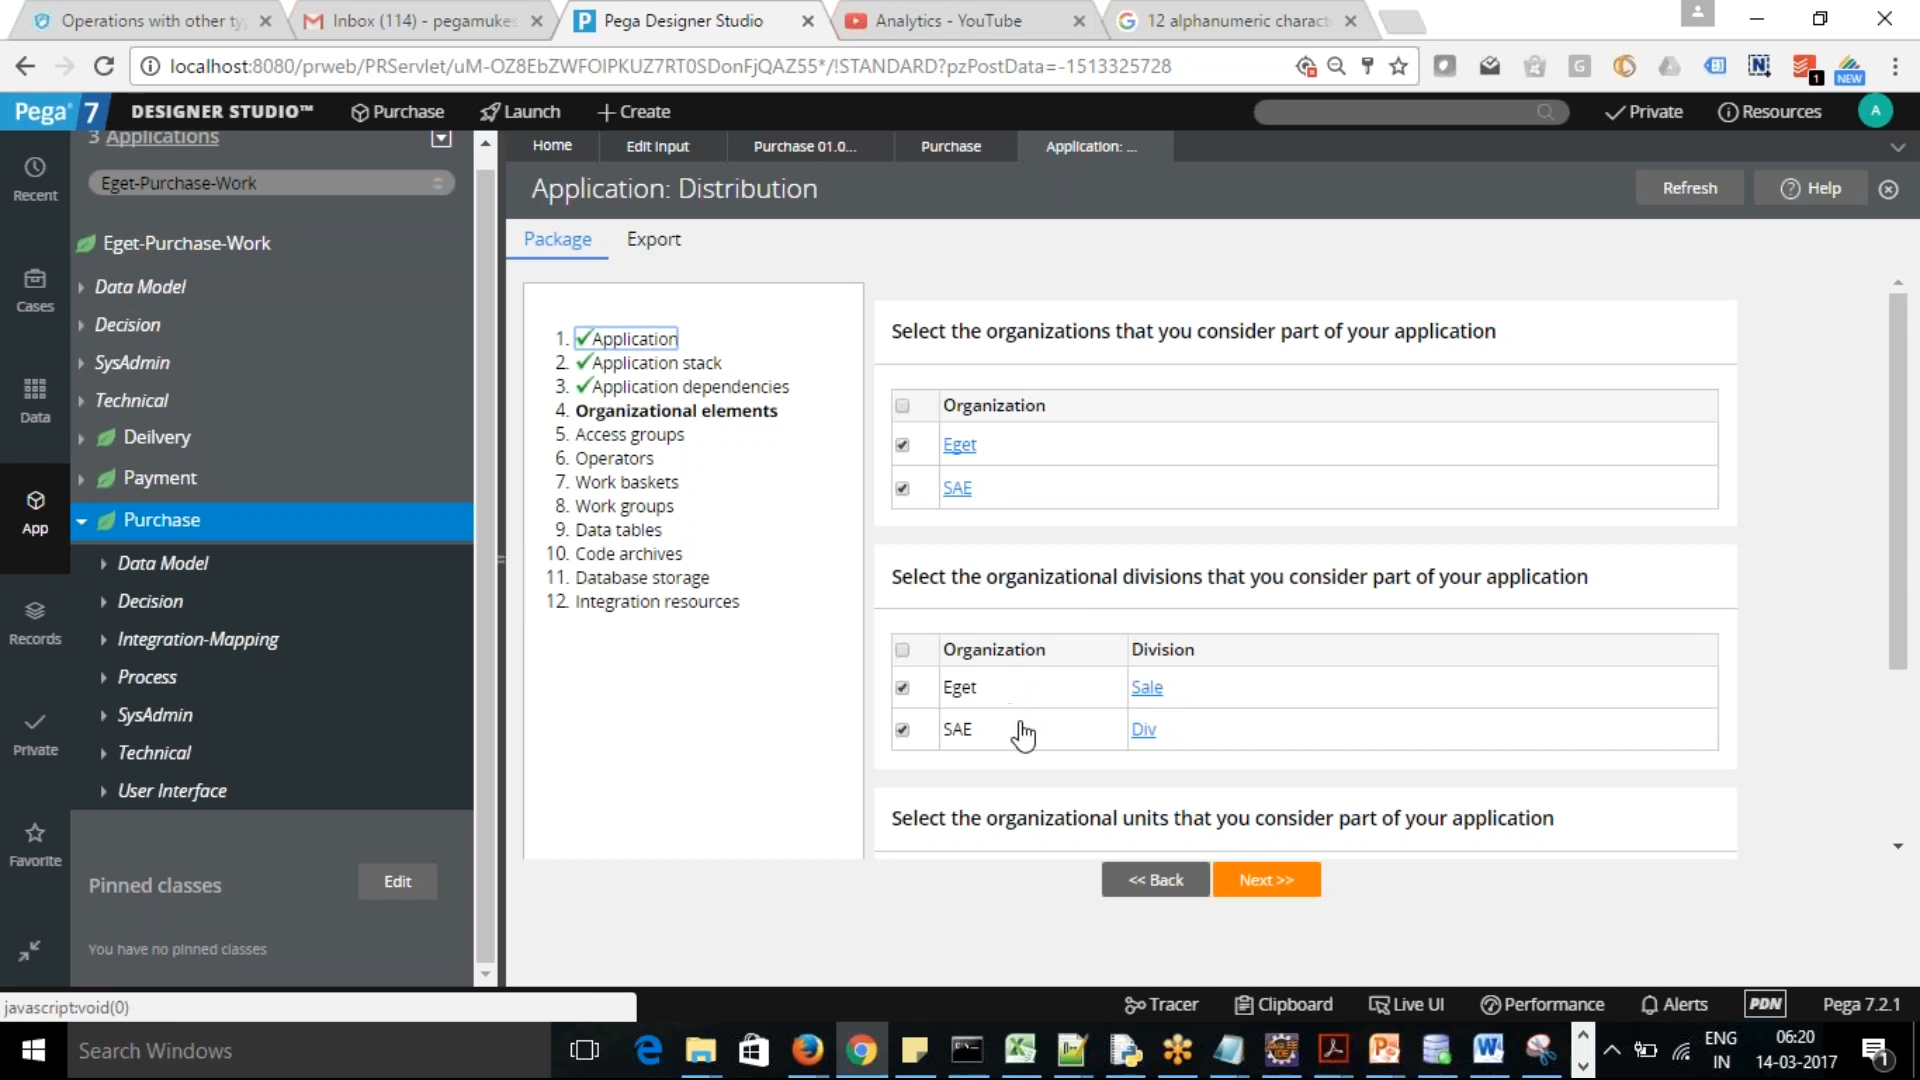 Operations with other ty
Inbox (114) - pegamukes
Pega Designer Studio
Analytics - YouTube
12 alphanumeric charact
localhost:8080/prweb/PRServlet/uM-OZ8EbZWFOIPKUZ7RT0SDonFjQAZ55*/!STANDARD?pzPostData=-1513325728
1
NEW
Pega 7 DESIGNER STUDIO™ Purchase Launch + Create Private Resources A
3 Applications
Eget-Purchase-Work
Eget-Purchase-Work
Data Model
Decision
SysAdmin
Technical
Deilvery
Payment
Purchase
Data Model
Decision
Integration-Mapping
Process
SysAdmin
Technical
User Interface
Pinned classes
Edit
You have no pinned classes
Recent
Cases
Data
App
Records
Private
Favorite
Home Edit Input Purchase 01.0... Purchase Application: ...
Application: Distribution
Refresh Help
Package Export
1. Application
2. Application stack
3. Application dependencies
4. Organizational elements
5. Access groups
6. Operators
7. Work baskets
8. Work groups
9. Data tables
10. Code archives
11. Database storage
12. Integration resources
Select the organizations that you consider part of your application
Organization
Eget
SAE
Select the organizational divisions that you consider part of your application
Organization Division
Eget Sale
SAE Div
Select the organizational units that you consider part of your application
<< Back Next >>
javascript:void(0)
Tracer Clipboard Live UI Performance Alerts PDN Pega 7.2.1
Search Windows
ENG
IN
06:20
14-03-2017
1